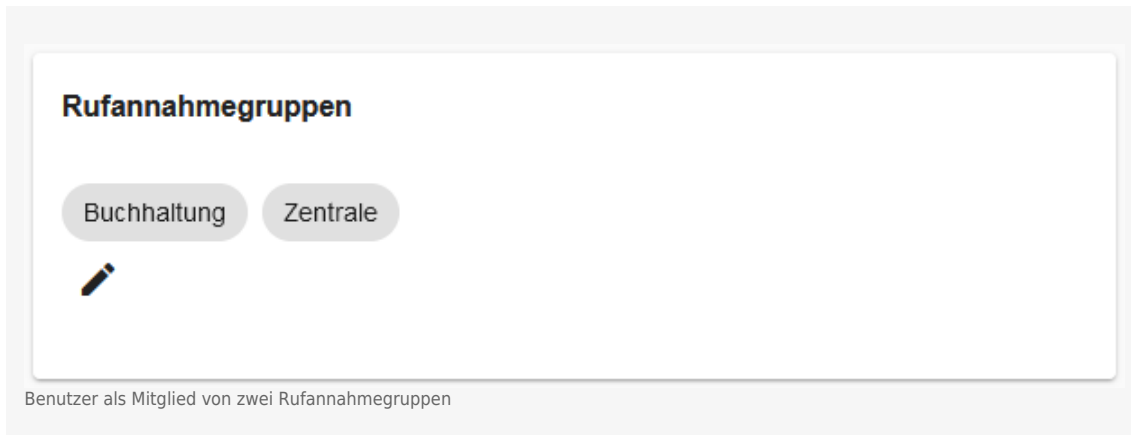 Rufannahmegruppen
Buchhaltung Zentrale
Benutzer als Mitglied von zwei Rufannahmegruppen